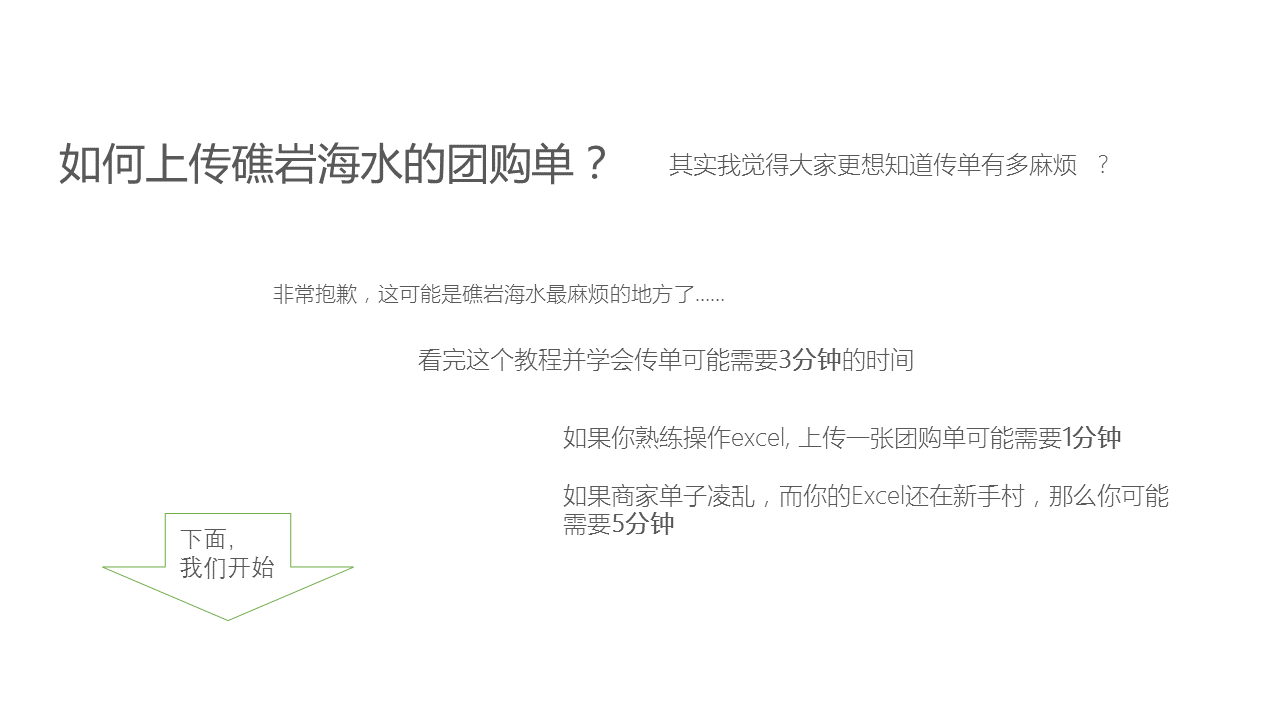 如何上传礁岩海水的团购单？
其实我觉得大家更想知道传单有多麻烦 ？
非常抱歉，这可能是礁岩海水最麻烦的地方了……
看完这个教程并学会传单可能需要3分钟的时间
如果你熟练操作excel, 上传一张团购单可能需要1分钟
如果商家单子凌乱，而你的Excel还在新手村，那么你可能
需要5分钟
下面，
我们开始